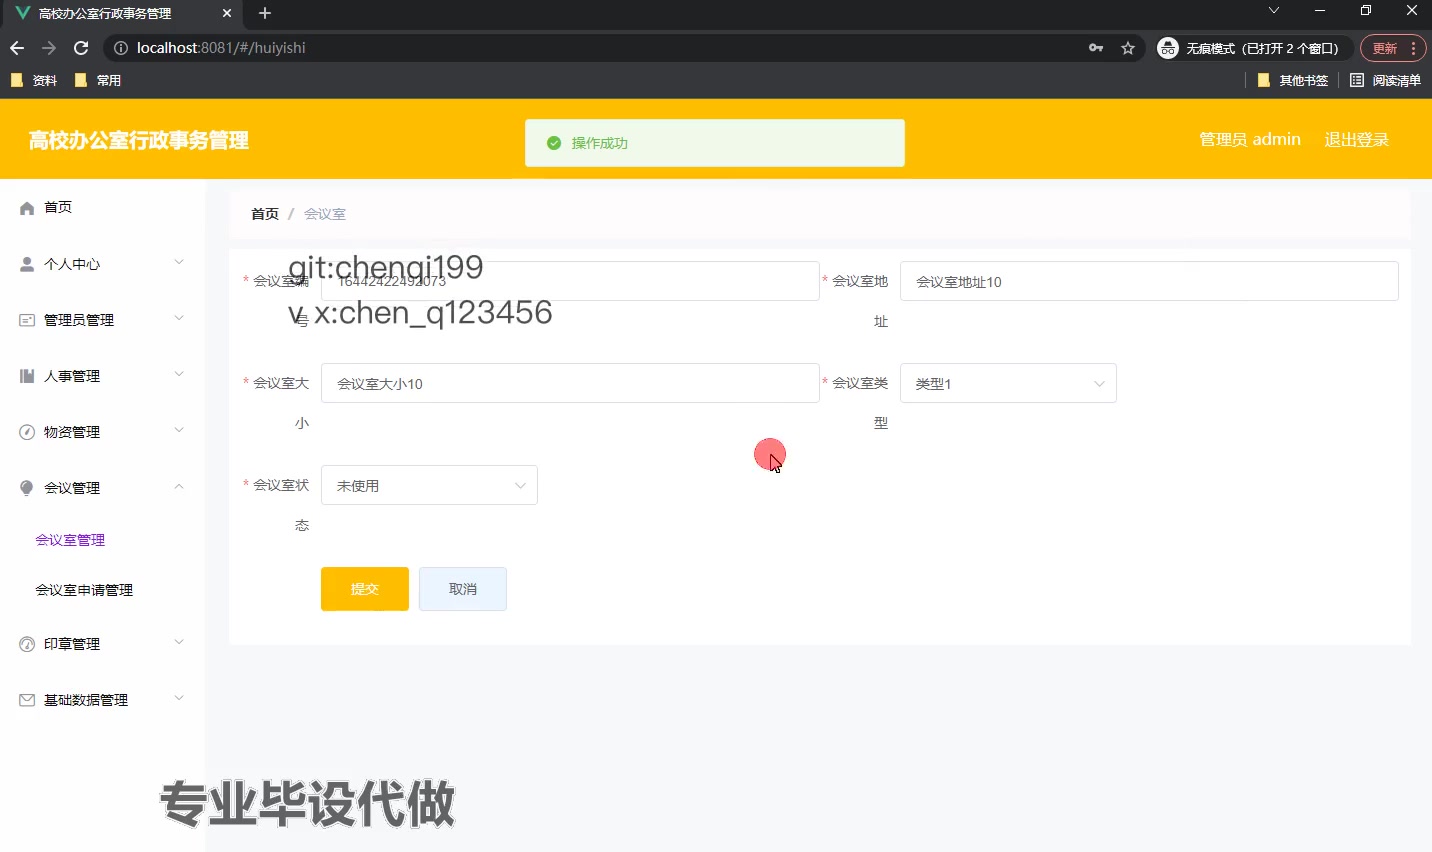 高校办公室行政事务管理
localhost:8081/#/huiyishi
无痕模式（已打开 2 个窗口）
更新
资料
常用
其他书签
阅读清单
高校办公室行政事务管理
操作成功
管理员 admin
退出登录
首页
个人中心
管理员管理
人事管理
物资管理
会议管理
会议室管理
会议室申请管理
印章管理
基础数据管理
首页 / 会议室
git:chenqi199
v x:chen_q123456
* 会议室编号
16442422492073
* 会议室地址
会议室地址10
* 会议室大小
会议室大小10
* 会议室类型
类型1
* 会议室状态
未使用
提交
取消
专业毕设代做